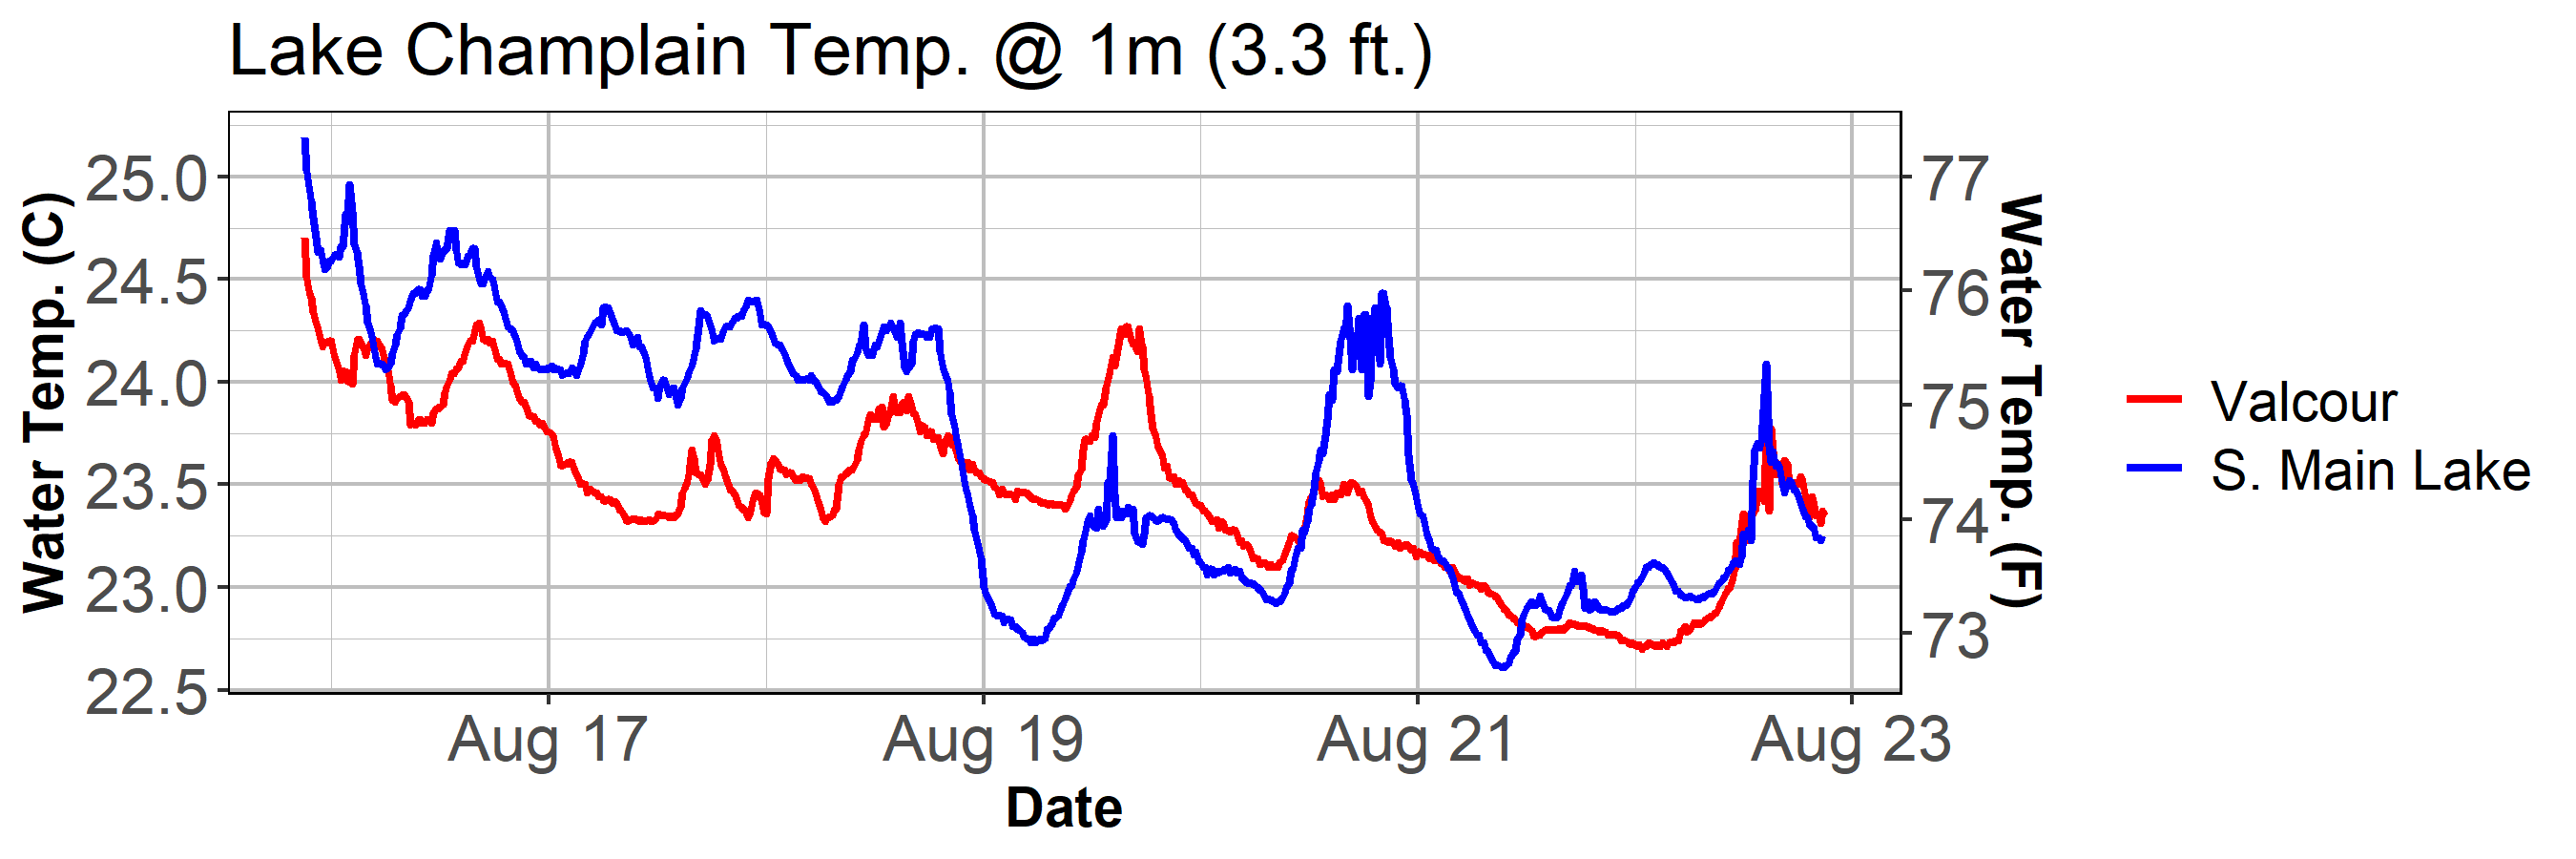 Lake Champlain Temp. @ 1m (3.3 ft.)
Water Temp. (C)
25.0
24.5
24.0
23.5
23.0
22.5
77
76
75
74
73
Water Temp. (F)
Aug 17
Aug 19
Aug 21
Aug 23
Date
Valcour
S. Main Lake